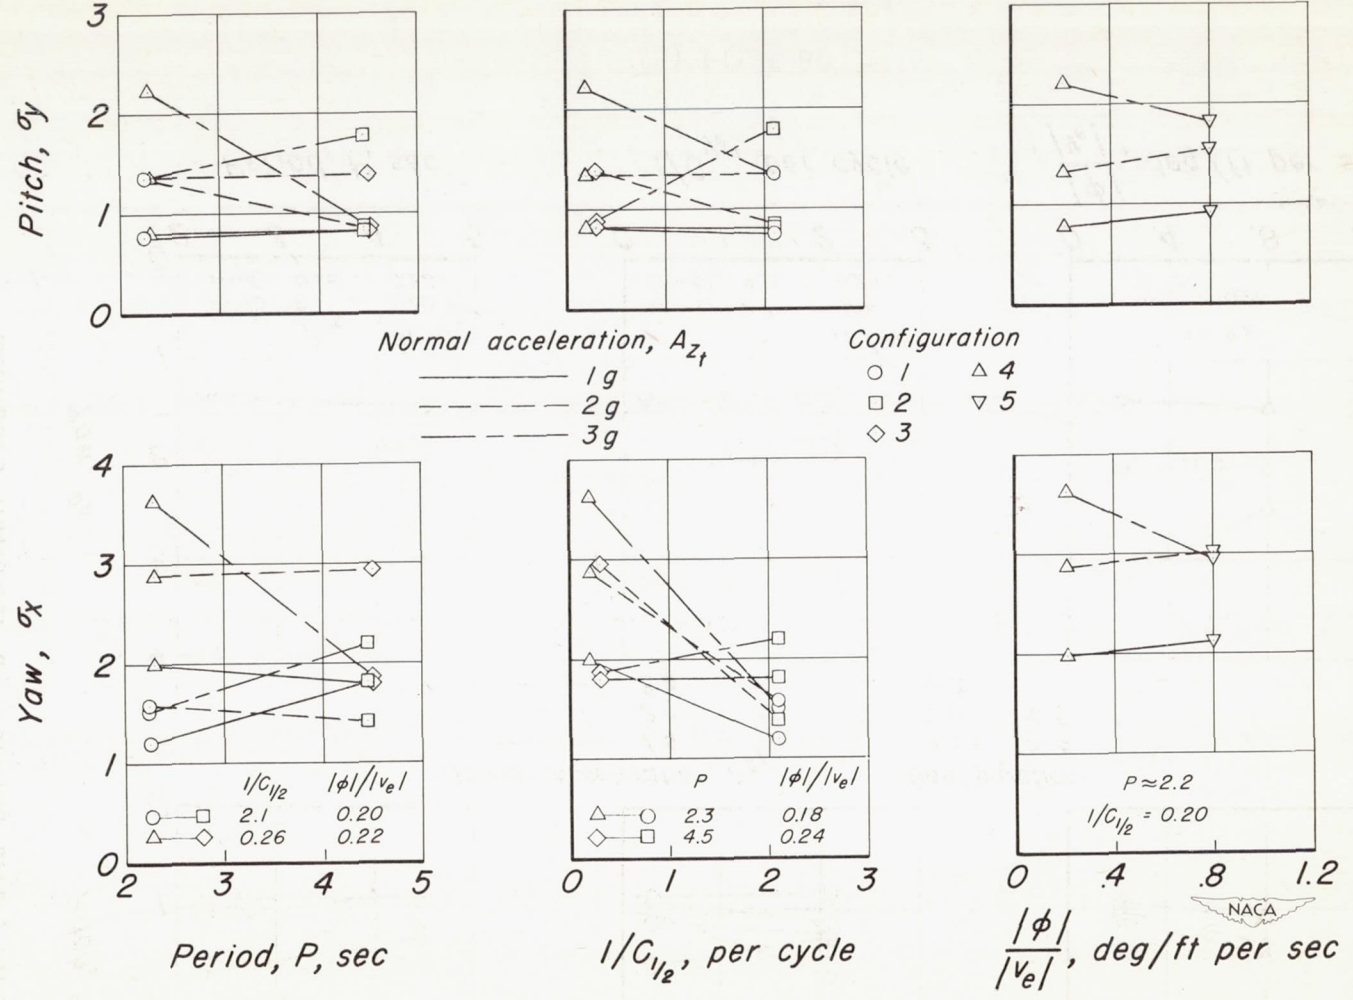 3
2
1
0
Pitch, σy
Normal acceleration, AZt
1g
2g
3g
Configuration
1
2
3
4
5
4
3
2
1
0
Yaw, σx
1/C1/2 |ϕ|/|ve|
2.1 0.20
0.26 0.22
P |ϕ|/|ve|
2.3 0.18
4.5 0.24
P≈2.2
1/C1/2 = 0.20
2 3 4 5
0 1 2 3
0 .4 .8 1.2
NACA
Period, P, sec
1/C1/2, per cycle
|ϕ|/|ve|, deg/ft per sec